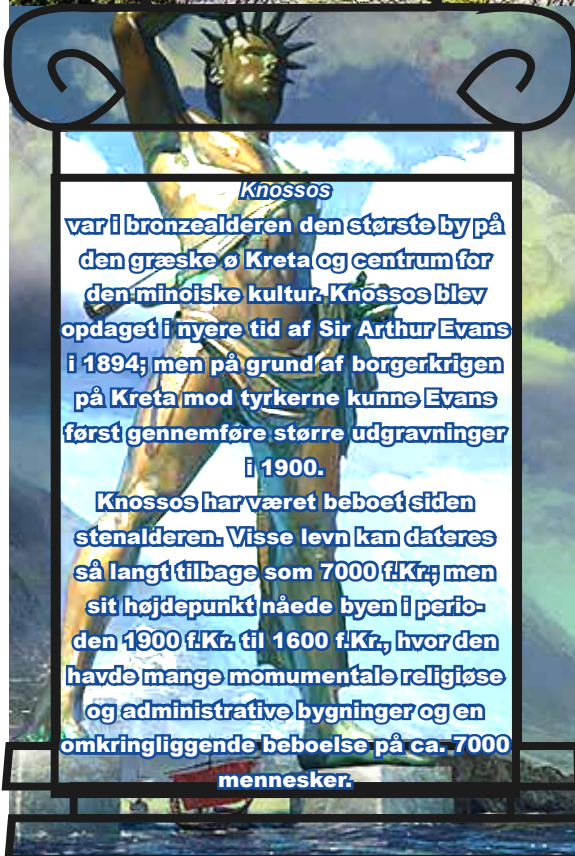 Knossos
var i bronzealderen den største by på
den græske ø Kreta og centrum for
den minoiske kultur. Knossos blev
opdaget i nyere tid af Sir Arthur Evans
i 1894; men på grund af borgerkrigen
på Kreta mod tyrkerne kunne Evans
først gennemføre større udgravninger
i 1900.
Knossos har været beboet siden
stenalderen. Visse levn kan dateres
så langt tilbage som 7000 f.Kr.; men
sit højdepunkt nåede byen i perio-
den 1900 f.Kr. til 1600 f.Kr., hvor den
havde mange momumentale religiøse
og administrative bygninger og en
omkringliggende beboelse på ca. 7000
mennesker.